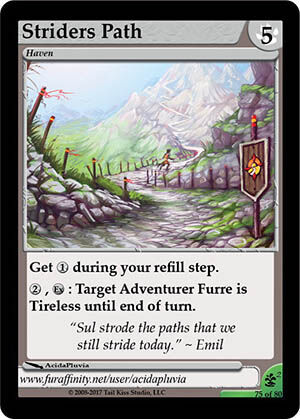 Striders Path 5
Haven
Get ① during your refill step.
②, : Target Adventurer Furre is
Tireless until end of turn.
"Sul strode the paths that we
still stride today." ~ Emil
AcidaPluvia
www.furaffinity.net/user/acidapluvia
© 2008-2017 Tail Kiss Studio, LLC
75 of 80